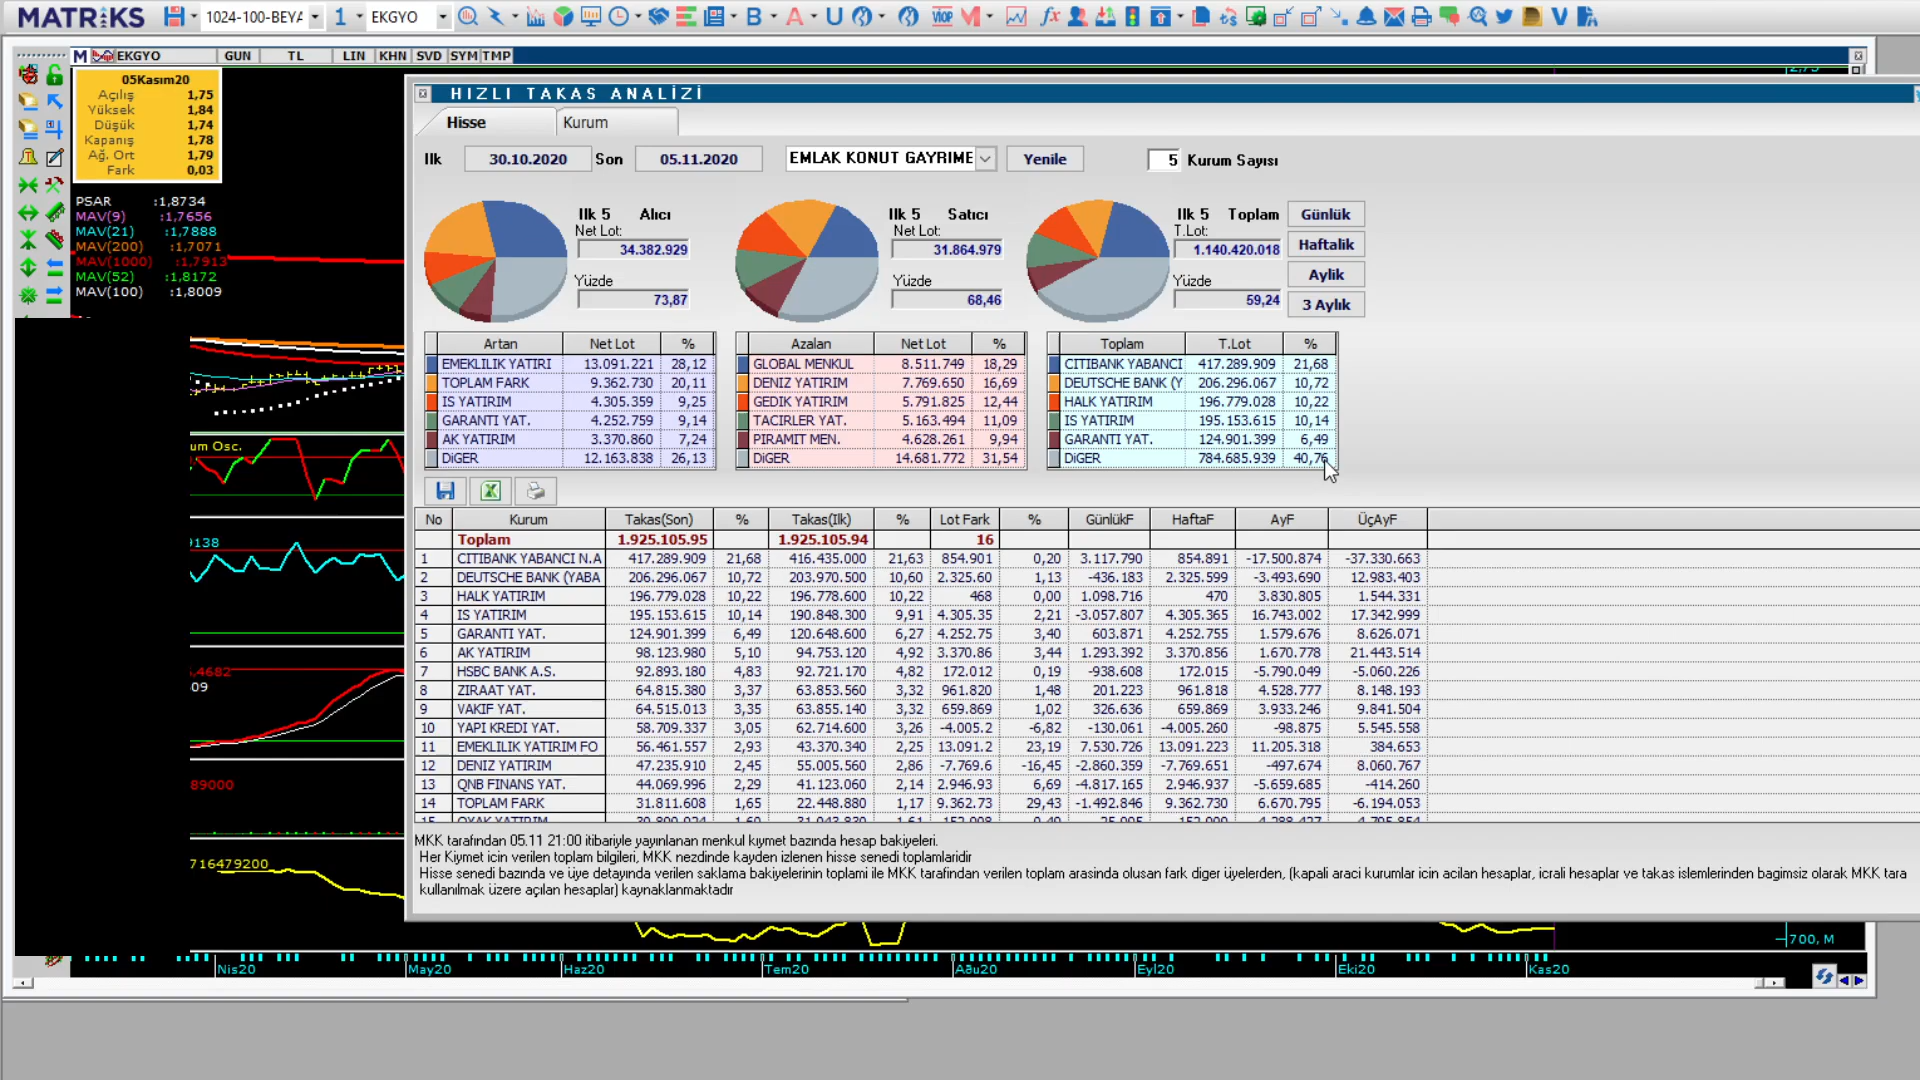 MATRIKS 1024-100-BEYA 1 EKGYO B A U VIOP M fx V
M EKGYO GUN TL LIN KHN SVD SYM TMP
05Kasım20
Açılış 1,75
Yüksek 1,84
Düşük 1,74
Kapanış 1,78
Ağ. Ort 1,79
Fark 0,03
PSAR :1,8734
MAV(9) :1,7656
MAV(21) :1,7888
MAV(200) :1,7071
MAV(1000) :1,7913
MAV(52) :1,8172
MAV(100) :1,8009
HIZLI TAKAS ANALİZİ
Hisse Kurum
Ilk 30.10.2020 Son 05.11.2020 EMLAK KONUT GAYRIME Yenile 5 Kurum Sayısı
Ilk 5 Alıcı
Net Lot:
34.382.929
Yüzde
73,87
Ilk 5 Satıcı
Net Lot:
31.864.979
Yüzde
68,46
Ilk 5 Toplam
T.Lot:
1.140.420.018
Yüzde
59,24
Günlük
Haftalik
Aylik
3 Aylık
Artan Net Lot %
EMEKLILIK YATIRI 13.091.221 28,12
TOPLAM FARK 9.362.730 20,11
IS YATIRIM 4.305.359 9,25
GARANTI YAT. 4.252.759 9,14
AK YATIRIM 3.370.860 7,24
DiGER 12.163.838 26,13
Azalan Net Lot %
GLOBAL MENKUL 8.511.749 18,29
DENIZ YATIRIM 7.769.650 16,69
GEDIK YATIRIM 5.791.825 12,44
TACIRLER YAT. 5.163.494 11,09
PIRAMIT MEN. 4.628.261 9,94
DiGER 14.681.772 31,54
Toplam T.Lot %
CITIBANK YABANCI 417.289.909 21,68
DEUTSCHE BANK (Y 206.296.067 10,72
HALK YATIRIM 196.779.028 10,22
IS YATIRIM 195.153.615 10,14
GARANTI YAT. 124.901.399 6,49
DiGER 784.685.939 40,76
No Kurum Takas(Son) % Takas(Ilk) % Lot Fark % GünlükF HaftaF AyF ÜçAyF
Toplam 1.925.105.95 1.925.105.94 16
1 CITIBANK YABANCI N.A 417.289.909 21,68 416.435.000 21,63 854.901 0,20 3.117.790 854.891 -17.500.874 -37.330.663
2 DEUTSCHE BANK (YABA 206.296.067 10,72 203.970.500 10,60 2.325.60 1,13 -436.183 2.325.599 -3.493.690 12.983.403
3 HALK YATIRIM 196.779.028 10,22 196.778.600 10,22 468 0,00 1.098.716 470 3.830.805 1.544.331
4 IS YATIRIM 195.153.615 10,14 190.848.300 9,91 4.305.35 2,21 -3.057.807 4.305.365 16.743.002 17.342.999
5 GARANTI YAT. 124.901.399 6,49 120.648.600 6,27 4.252.75 3,40 603.871 4.252.755 1.579.676 8.626.071
6 AK YATIRIM 98.123.980 5,10 94.753.120 4,92 3.370.86 3,44 1.293.392 3.370.856 1.670.778 21.443.514
7 HSBC BANK A.S. 92.893.180 4,83 92.721.170 4,82 172.012 0,19 -938.608 172.015 -5.790.049 -5.060.226
8 ZIRAAT YAT. 64.815.380 3,37 63.853.560 3,32 961.820 1,48 201.223 961.818 4.528.777 8.148.193
9 VAKIF YAT. 64.515.013 3,35 63.855.140 3,32 659.869 1,02 326.636 659.869 3.933.246 9.841.504
10 YAPI KREDI YAT. 58.709.337 3,05 62.714.600 3,26 -4.005.2 -6,82 -130.061 -4.005.260 -98.875 5.545.558
11 EMEKLILIK YATIRIM FO 56.461.557 2,93 43.370.340 2,25 13.091.2 23,19 7.530.726 13.091.223 11.205.318 384.653
12 DENIZ YATIRIM 47.235.910 2,45 55.005.560 2,86 -7.769.6 -16,45 -2.860.359 -7.769.651 -497.674 8.060.767
13 QNB FINANS YAT. 44.069.996 2,29 41.123.060 2,14 2.946.93 6,69 -4.817.165 2.946.937 -5.659.685 -414.260
14 TOPLAM FARK 31.811.608 1,65 22.448.880 1,17 9.362.73 29,43 -1.492.846 9.362.730 6.670.795 -6.194.053
MKK tarafından 05.11 21:00 itibariyle yayınlanan menkul kıymet bazında hesap bakiyeleri.
Her Kiymet icin verilen toplam bilgileri, MKK nezdinde kayden izlenen hisse senedi toplamlaridir
Hisse senedi bazında ve üye detayında verilen saklama bakiyelerinin toplami ile MKK tarafından verilen toplam arasinda olusan fark diger üyelerden, (kapali araci kurumlar icin acilan hesaplar, icrali hesaplar ve takas islemlerinden bagimsiz olarak MKK tara
kullanılmak üzere açılan hesaplar) kaynaklanmaktadır
um Osc.
9138
,4682
09
89000
716479200
700, M
Nis20 May20 Haz20 Tem20 Ağu20 Eyl20 Eki20 Kas20